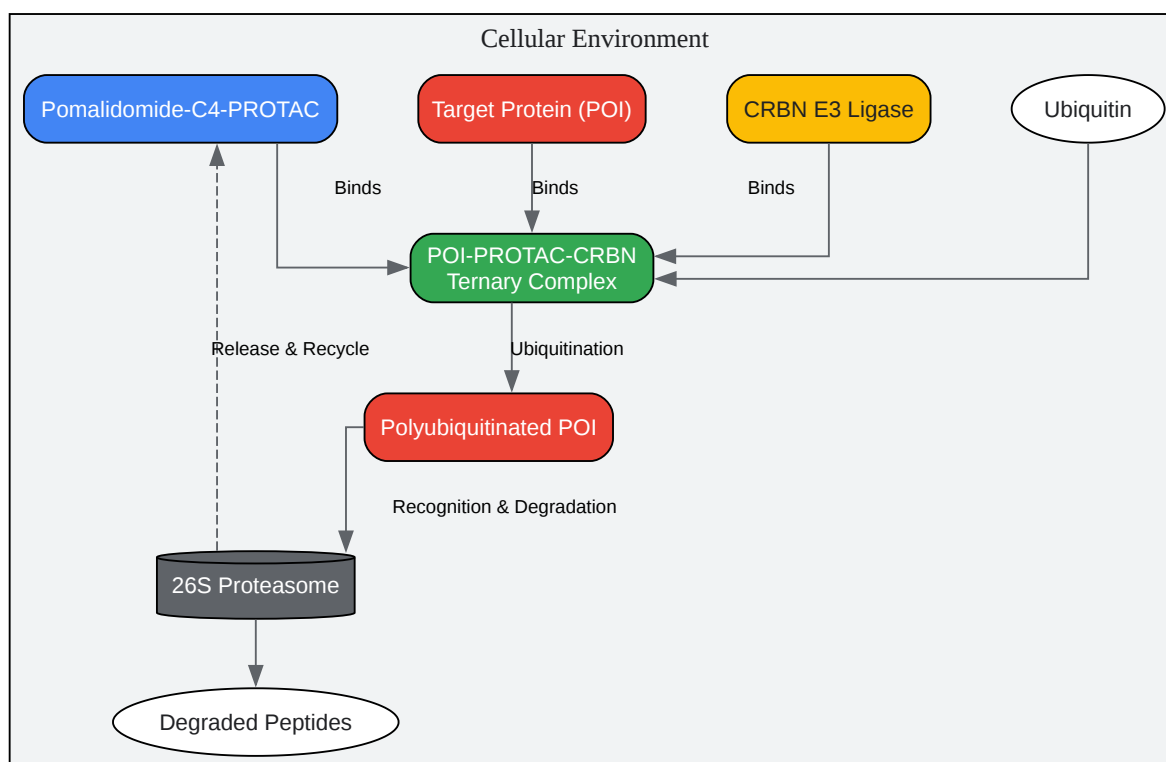 Cellular Environment
Pomalidomide-C4-PROTAC
Target Protein (POI)
CRBN E3 Ligase
Ubiquitin
Binds
Binds
Binds
POI-PROTAC-CRBN
Ternary Complex
Release & Recycle
Ubiquitination
Polyubiquitinated POI
Recognition & Degradation
26S Proteasome
Degraded Peptides